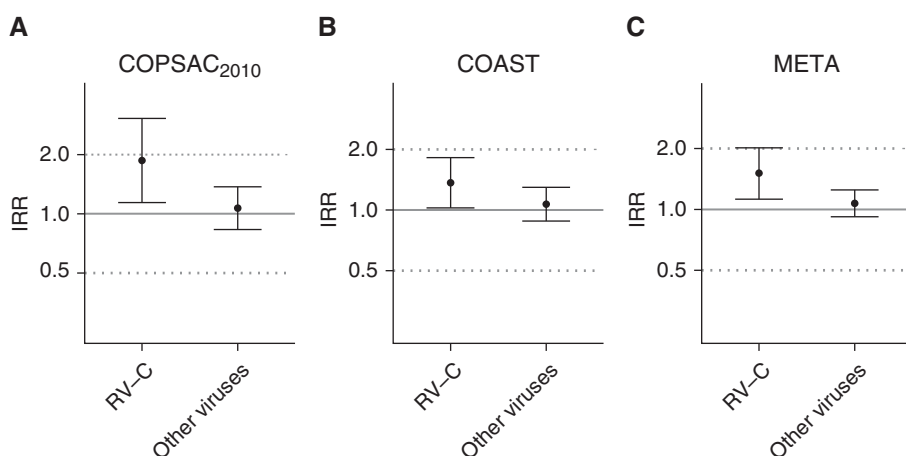 A
COPSAC2010
IRR
2.0
1.0
0.5
RV–C
Other viruses
B
COAST
IRR
2.0
1.0
0.5
RV–C
Other viruses
C
META
IRR
2.0
1.0
0.5
RV–C
Other viruses